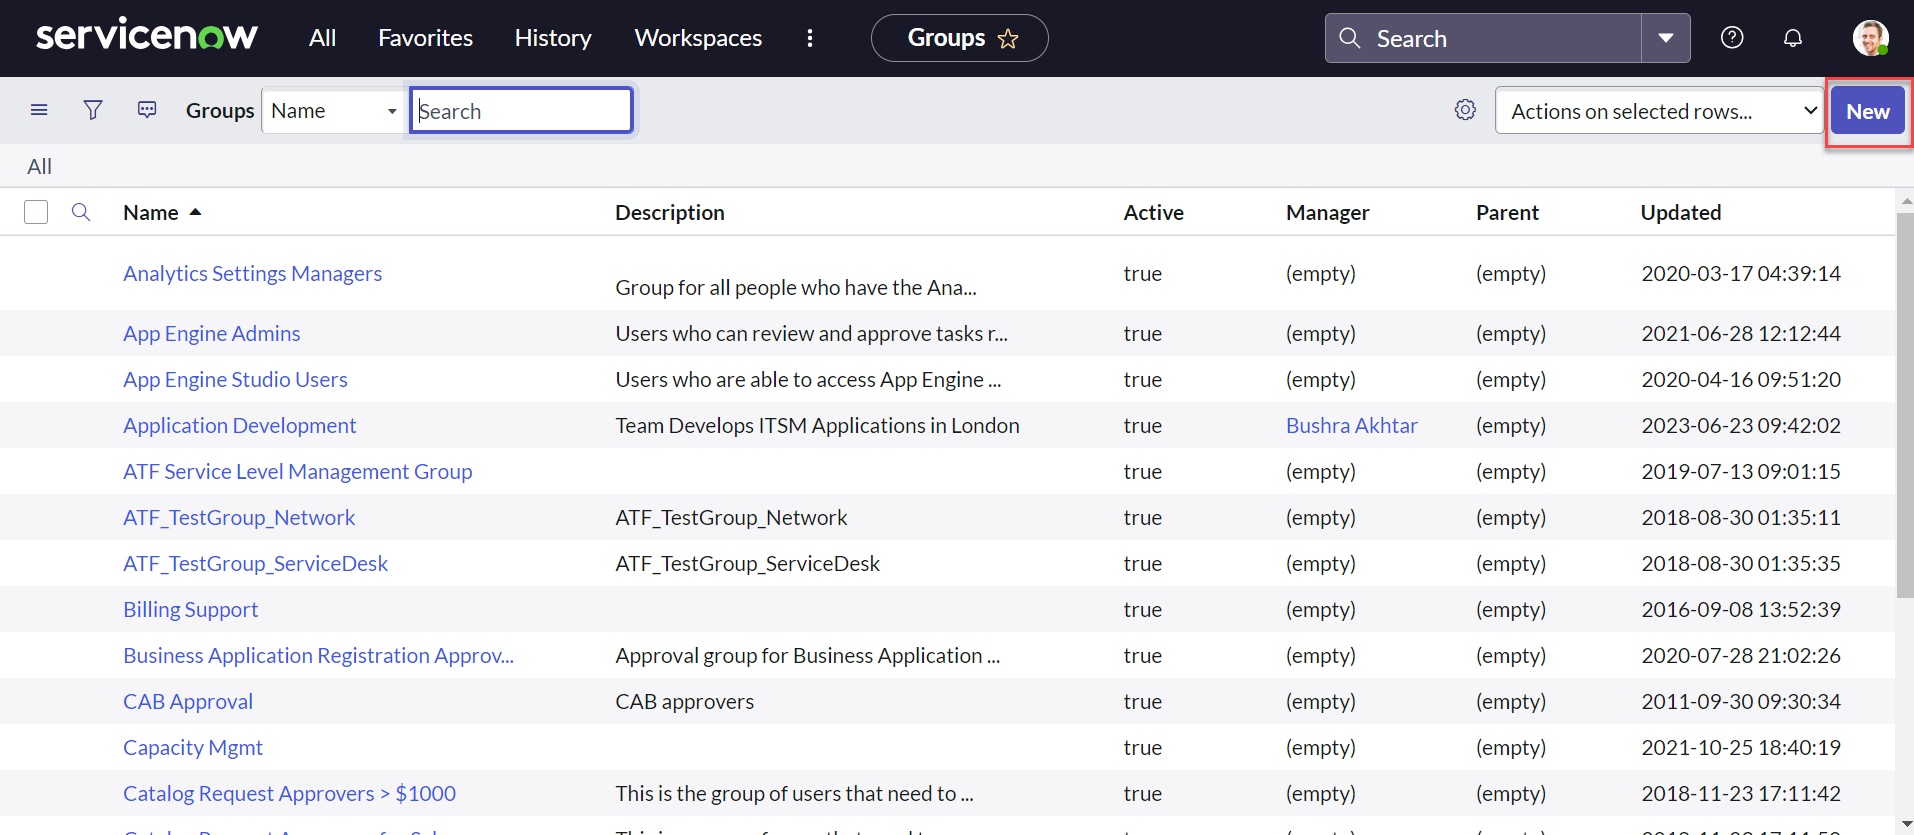 servicenow All Favorites History Workspaces Groups Search
Groups Name Search Actions on selected rows... New
All
Name Description Active Manager Parent Updated
Analytics Settings Managers Group for all people who have the Ana... true (empty) (empty) 2020-03-17 04:39:14
App Engine Admins Users who can review and approve tasks r... true (empty) (empty) 2021-06-28 12:12:44
App Engine Studio Users Users who are able to access App Engine ... true (empty) (empty) 2020-04-16 09:51:20
Application Development Team Develops ITSM Applications in London true Bushra Akhtar (empty) 2023-06-23 09:42:02
ATF Service Level Management Group true (empty) (empty) 2019-07-13 09:01:15
ATF_TestGroup_Network ATF_TestGroup_Network true (empty) (empty) 2018-08-30 01:35:11
ATF_TestGroup_ServiceDesk ATF_TestGroup_ServiceDesk true (empty) (empty) 2018-08-30 01:35:35
Billing Support true (empty) (empty) 2016-09-08 13:52:39
Business Application Registration Approv... Approval group for Business Application ... true (empty) (empty) 2020-07-28 21:02:26
CAB Approval CAB approvers true (empty) (empty) 2011-09-30 09:30:34
Capacity Mgmt true (empty) (empty) 2021-10-25 18:40:19
Catalog Request Approvers > $1000 This is the group of users that need to ... true (empty) (empty) 2018-11-23 17:11:42